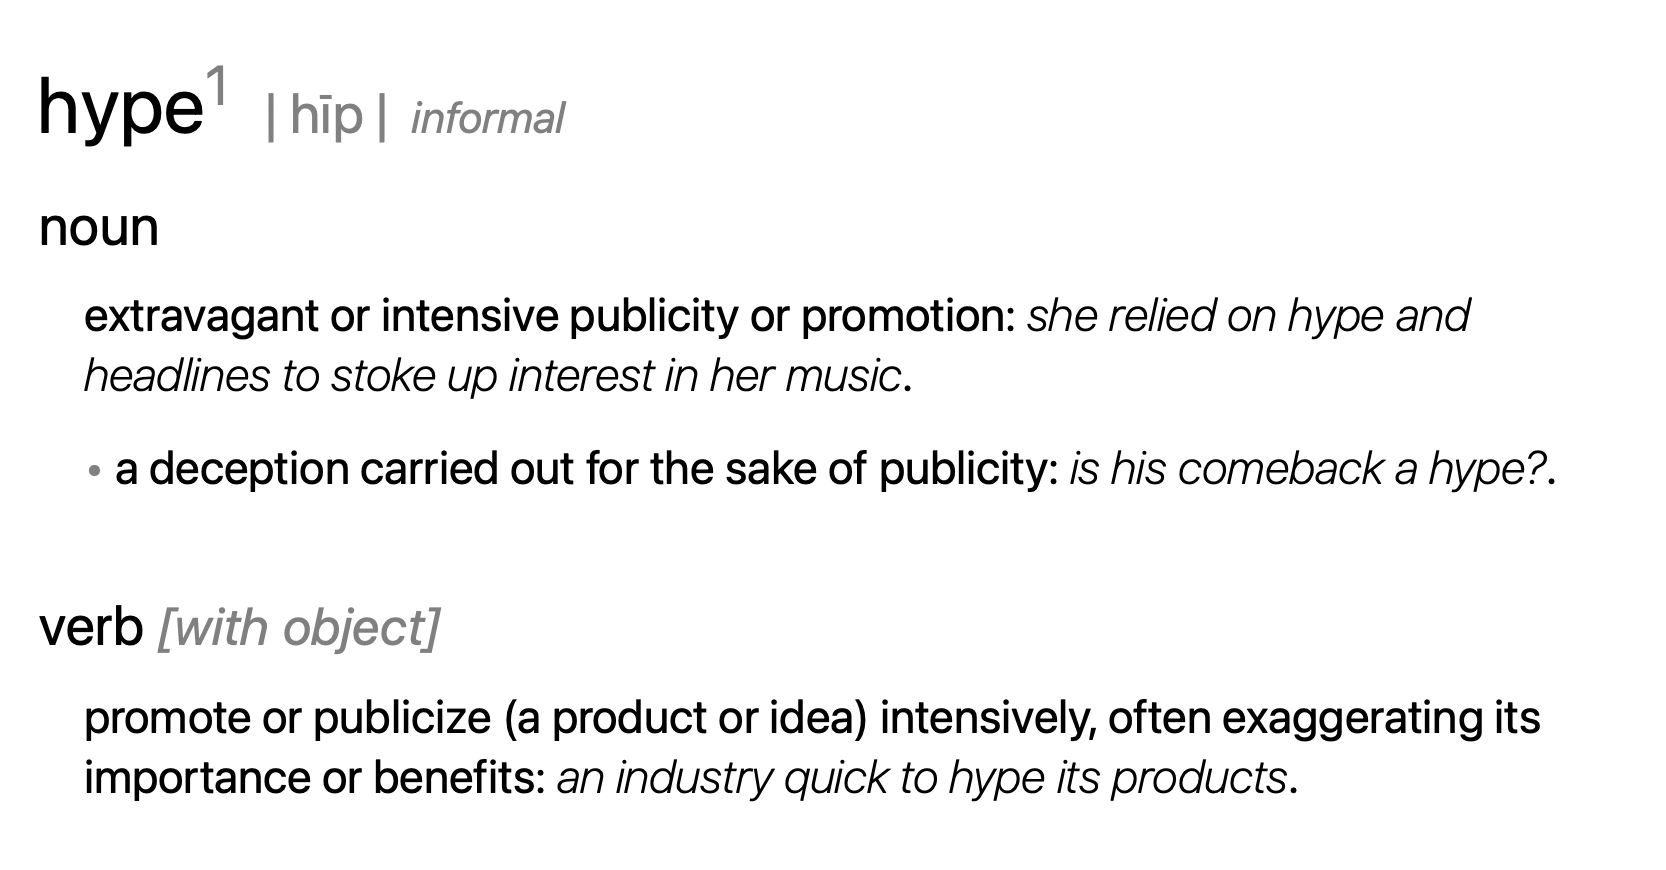 hype¹ | hīp | informal
noun
extravagant or intensive publicity or promotion: she relied on hype and
headlines to stoke up interest in her music.
• a deception carried out for the sake of publicity: is his comeback a hype?.
verb [with object]
promote or publicize (a product or idea) intensively, often exaggerating its
importance or benefits: an industry quick to hype its products.